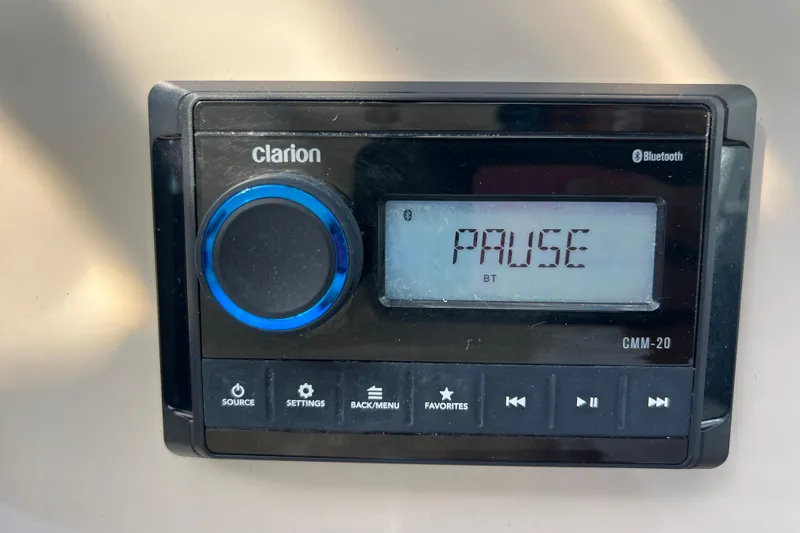 clarion
Bluetooth
PAUSE
BT
CMM-20
SOURCE
SETTINGS
BACK/MENU
FAVORITES